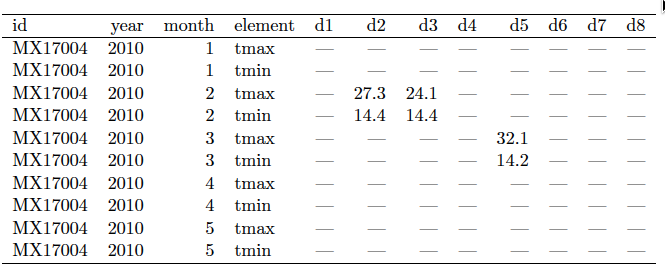 id year month element d1 d2 d3 d4 d5 d6 d7 d8
MX17004 2010 1 tmax — — — — — — — —
MX17004 2010 1 tmin — — — — — — — —
MX17004 2010 2 tmax — 27.3 24.1 — — — — —
MX17004 2010 2 tmin — 14.4 14.4 — — — — —
MX17004 2010 3 tmax — — — — 32.1 — — —
MX17004 2010 3 tmin — — — — 14.2 — — —
MX17004 2010 4 tmax — — — — — — — —
MX17004 2010 4 tmin — — — — — — — —
MX17004 2010 5 tmax — — — — — — — —
MX17004 2010 5 tmin — — — — — — — —